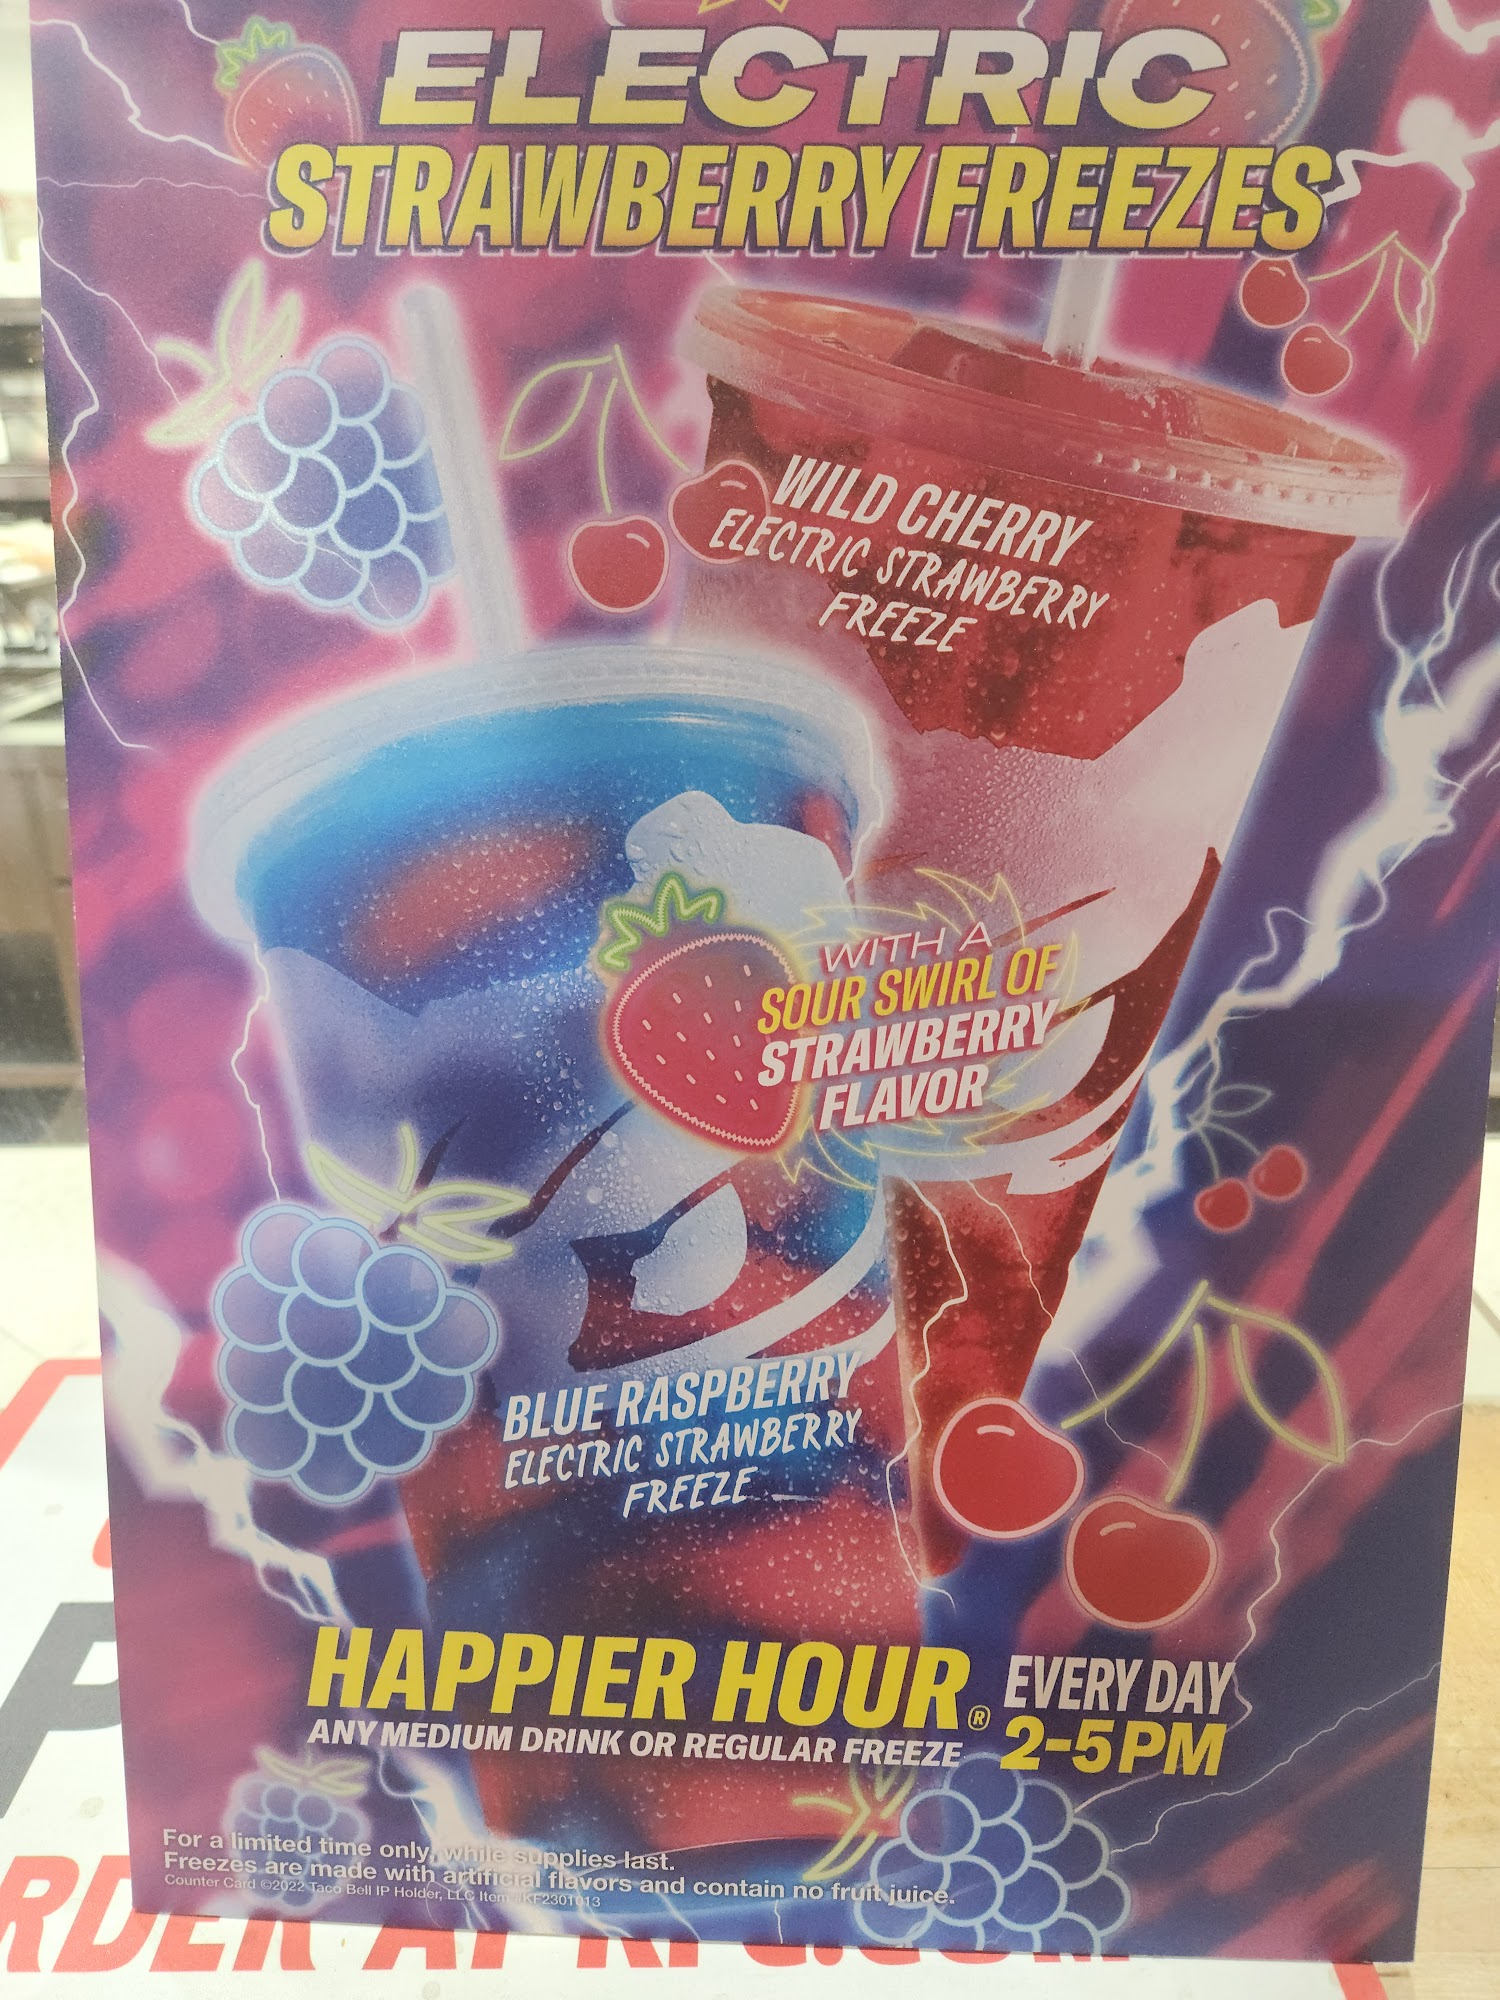 ELECTRIC
STRAWBERRY FREEZES
WILD CHERRY
ELECTRIC STRAWBERRY
FREEZE
WITH A
SOUR SWIRL OF
STRAWBERRY
FLAVOR
BLUE RASPBERRY
ELECTRIC STRAWBERRY
FREEZE
HAPPIER HOUR® EVERY DAY
ANY MEDIUM DRINK OR REGULAR FREEZE 2-5PM
For a limited time only, while supplies last.
Freezes are made with artificial flavors and contain no fruit juice.
Counter Card ©2022 Taco Bell IP Holder, LLC